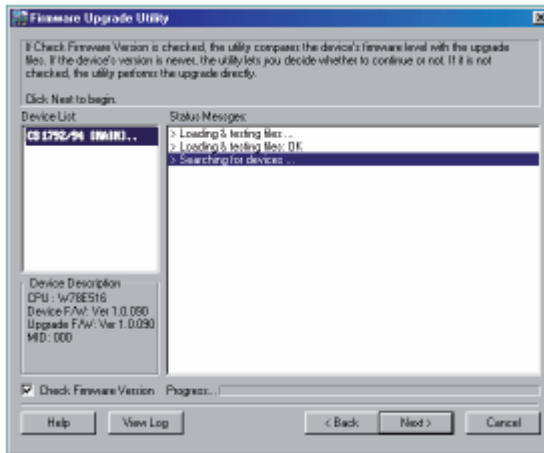 Firmware Upgrade Utility
If Check Firmware Version is checked, the utility compares the device's firmware level with the upgrade
files. If the device's version is newer, the utility lets you decide whether to continue or not. If it is not
checked, the utility performs the upgrade directly.
Click Next to begin.
Device List:
Status Messages:
CS1792/94 (MAIN)...
> Loading & testing files ...
> Loading & testing files: OK
> Searching for devices ...
Device Description
CPU : W78E516
Device F/W: Ver 1.0.090
Upgrade F/W: Ver 1.0.090
MID: 000
Check Firmware Version
Progress...
Help
View Log
< Back
Next >
Cancel